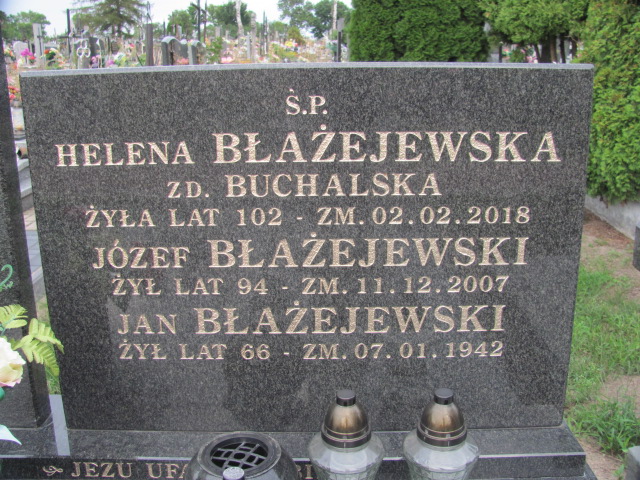 Ś.P.
HELENA BŁAŻEJEWSKA
ZD. BUCHALSKA
ŻYŁA LAT 102 - ZM. 02.02.2018
JÓZEF BŁAŻEJEWSKI
ŻYŁ LAT 94 - ZM. 11.12.2007
JAN BŁAŻEJEWSKI
ŻYŁ LAT 66 - ZM. 07.01.1942
JEZU